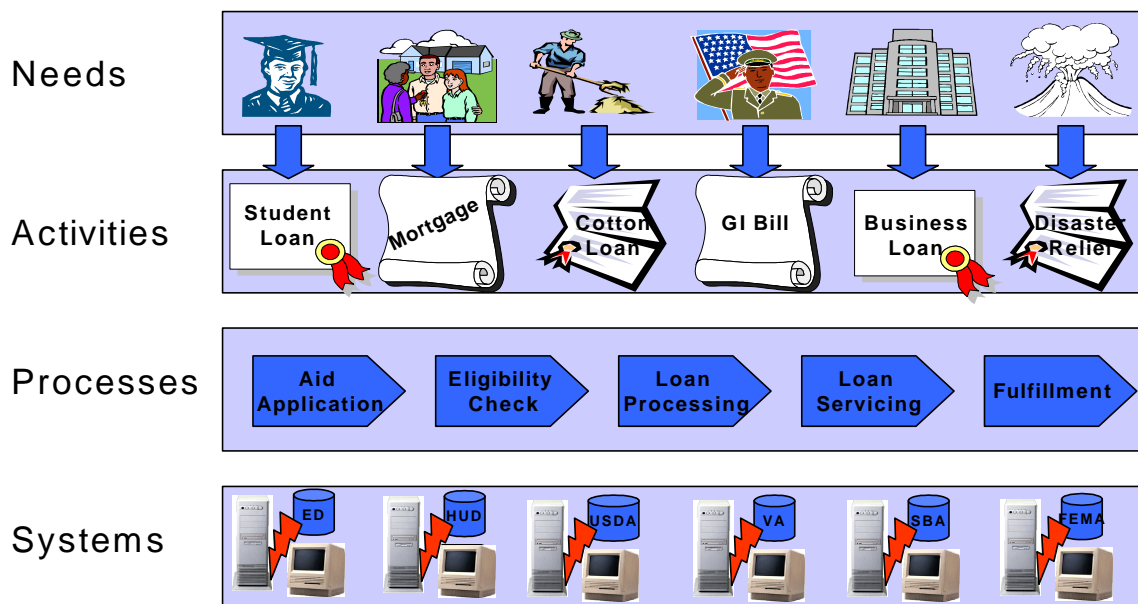 Needs
Activities
Student
Loan
Mortgage
Cotton
Loan
GI Bill
Business
Loan
Disaster
Relief
Processes
Aid
Application
Eligibility
Check
Loan
Processing
Loan
Servicing
Fulfillment
Systems
ED
HUD
USDA
VA
SBA
FEMA